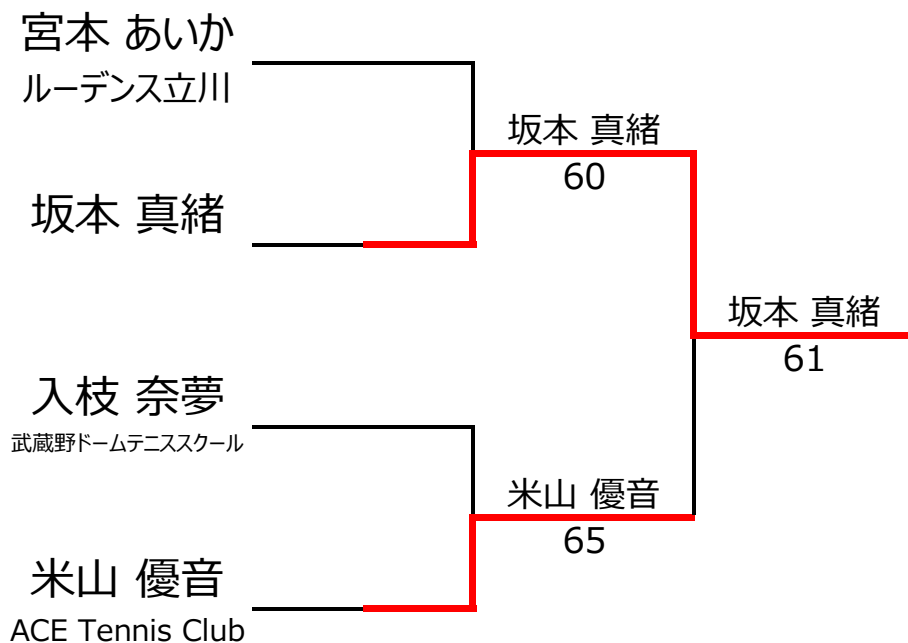 宮本 あいか
ルーデンス立川
坂本 真緒
60
坂本 真緒
坂本 真緒
61
入枝 奈夢
武蔵野ドームテニススクール
米山 優音
65
米山 優音
ACE Tennis Club